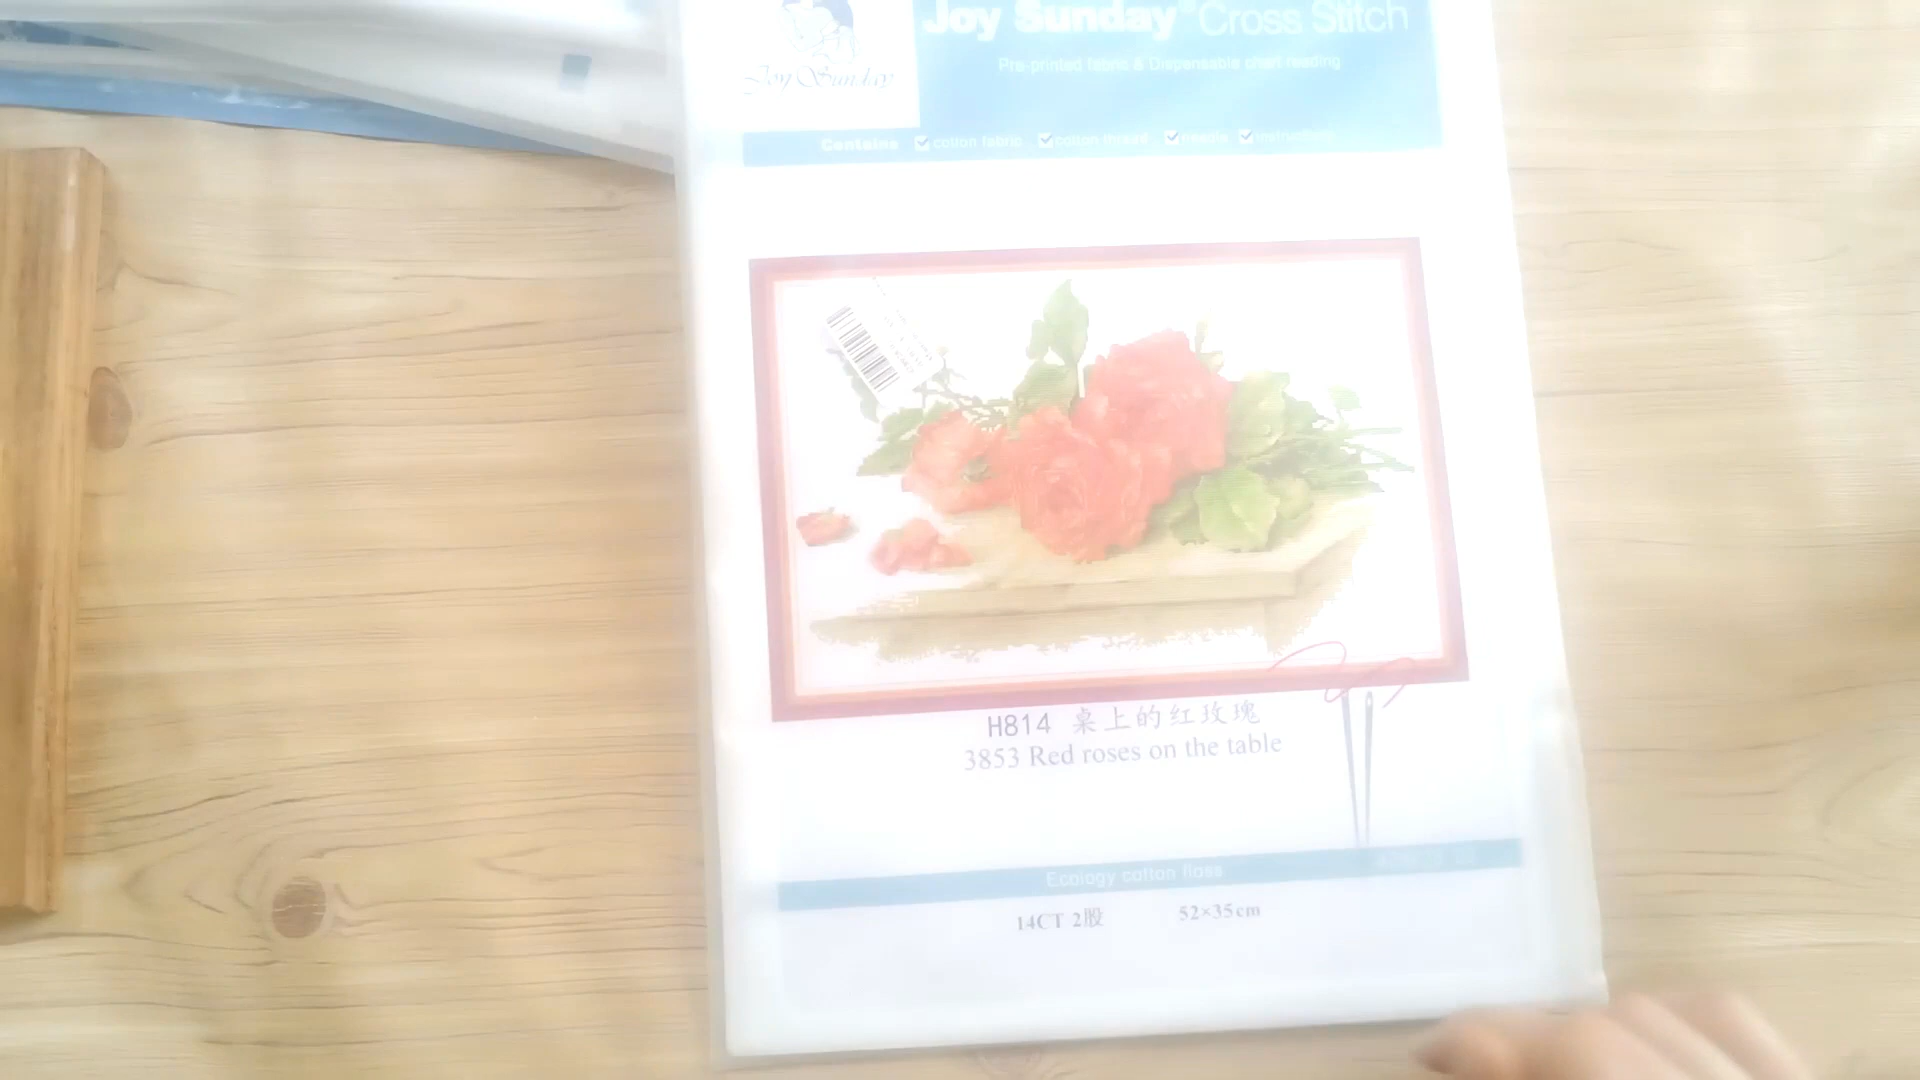 Joy Sunday® Cross Stitch
Joy Sunday
Pre-printed fabric & Dispensable chart reading
Contains cotton fabric cotton thread needle instructions
H814 桌上的红玫瑰
3853 Red roses on the table
Ecology cotton floss
14CT 2股 52×35cm